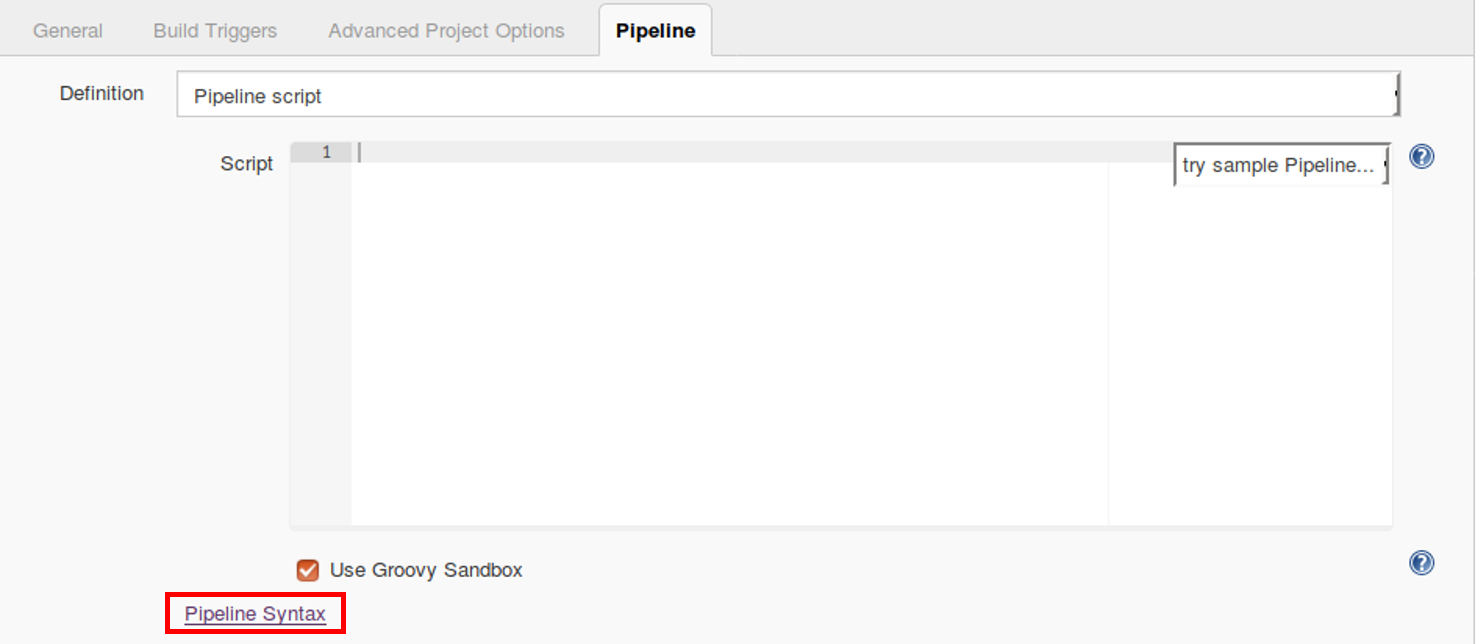 General Build Triggers Advanced Project Options Pipeline
Definition Pipeline script
Script 1 try sample Pipeline... ?
Use Groovy Sandbox ?
Pipeline Syntax